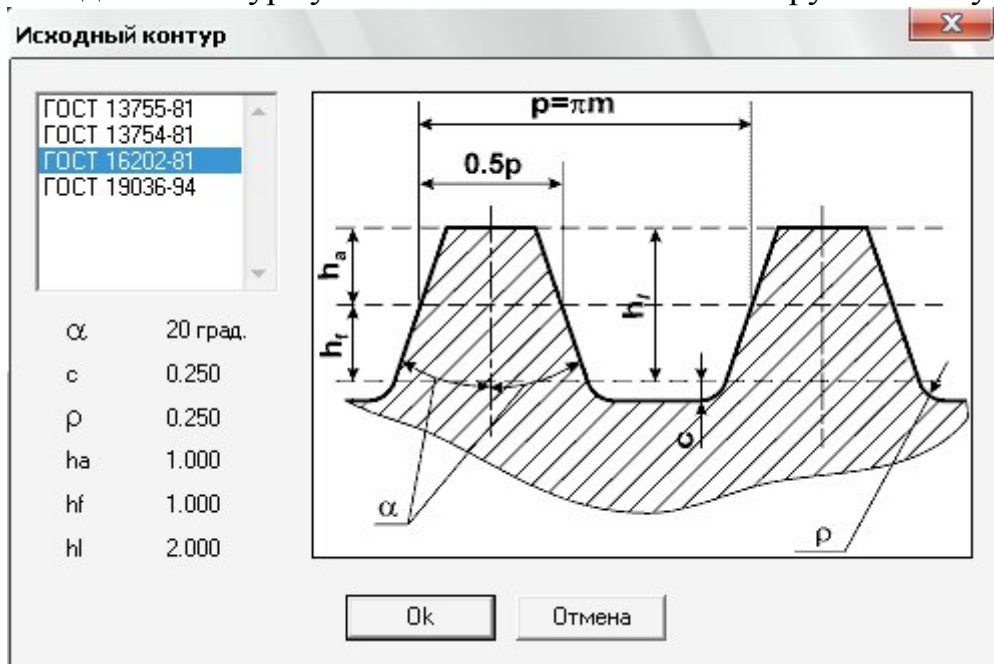 Исходный контур
ГОСТ 13755-81
ГОСТ 13754-81
ГОСТ 16202-81
ГОСТ 19036-94
α 20 град.
c 0.250
ρ 0.250
ha 1.000
hf 1.000
hl 2.000
p=πm
0.5p
hₐ
hₗ
h_f
c
α
ρ
Ok
Отмена